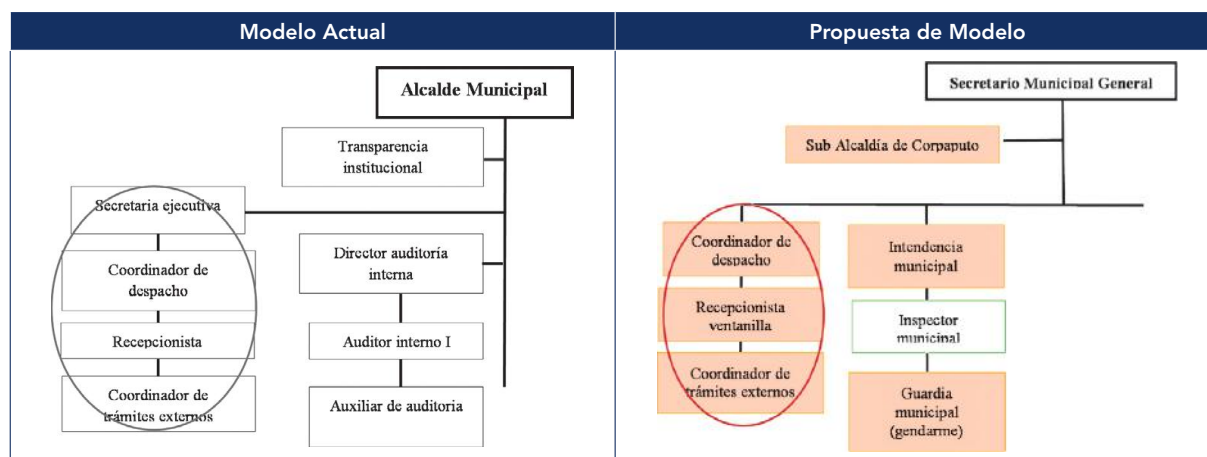 Modelo Actual
Propuesta de Modelo
Alcalde Municipal
Transparencia
institucional
Secretaria ejecutiva
Coordinador de
despacho
Recepcionista
Coordinador de
trámites externos
Director auditoría
interna
Auditor interno I
Auxiliar de auditoria
Secretario Municipal General
Sub Alcaldía de Corpaputo
Coordinador de
despacho
Recepcionista
ventanilla
Coordinador de
trámites externos
Intendencia
municipal
Inspector
municipal
Guardia
municipal
(gendarme)